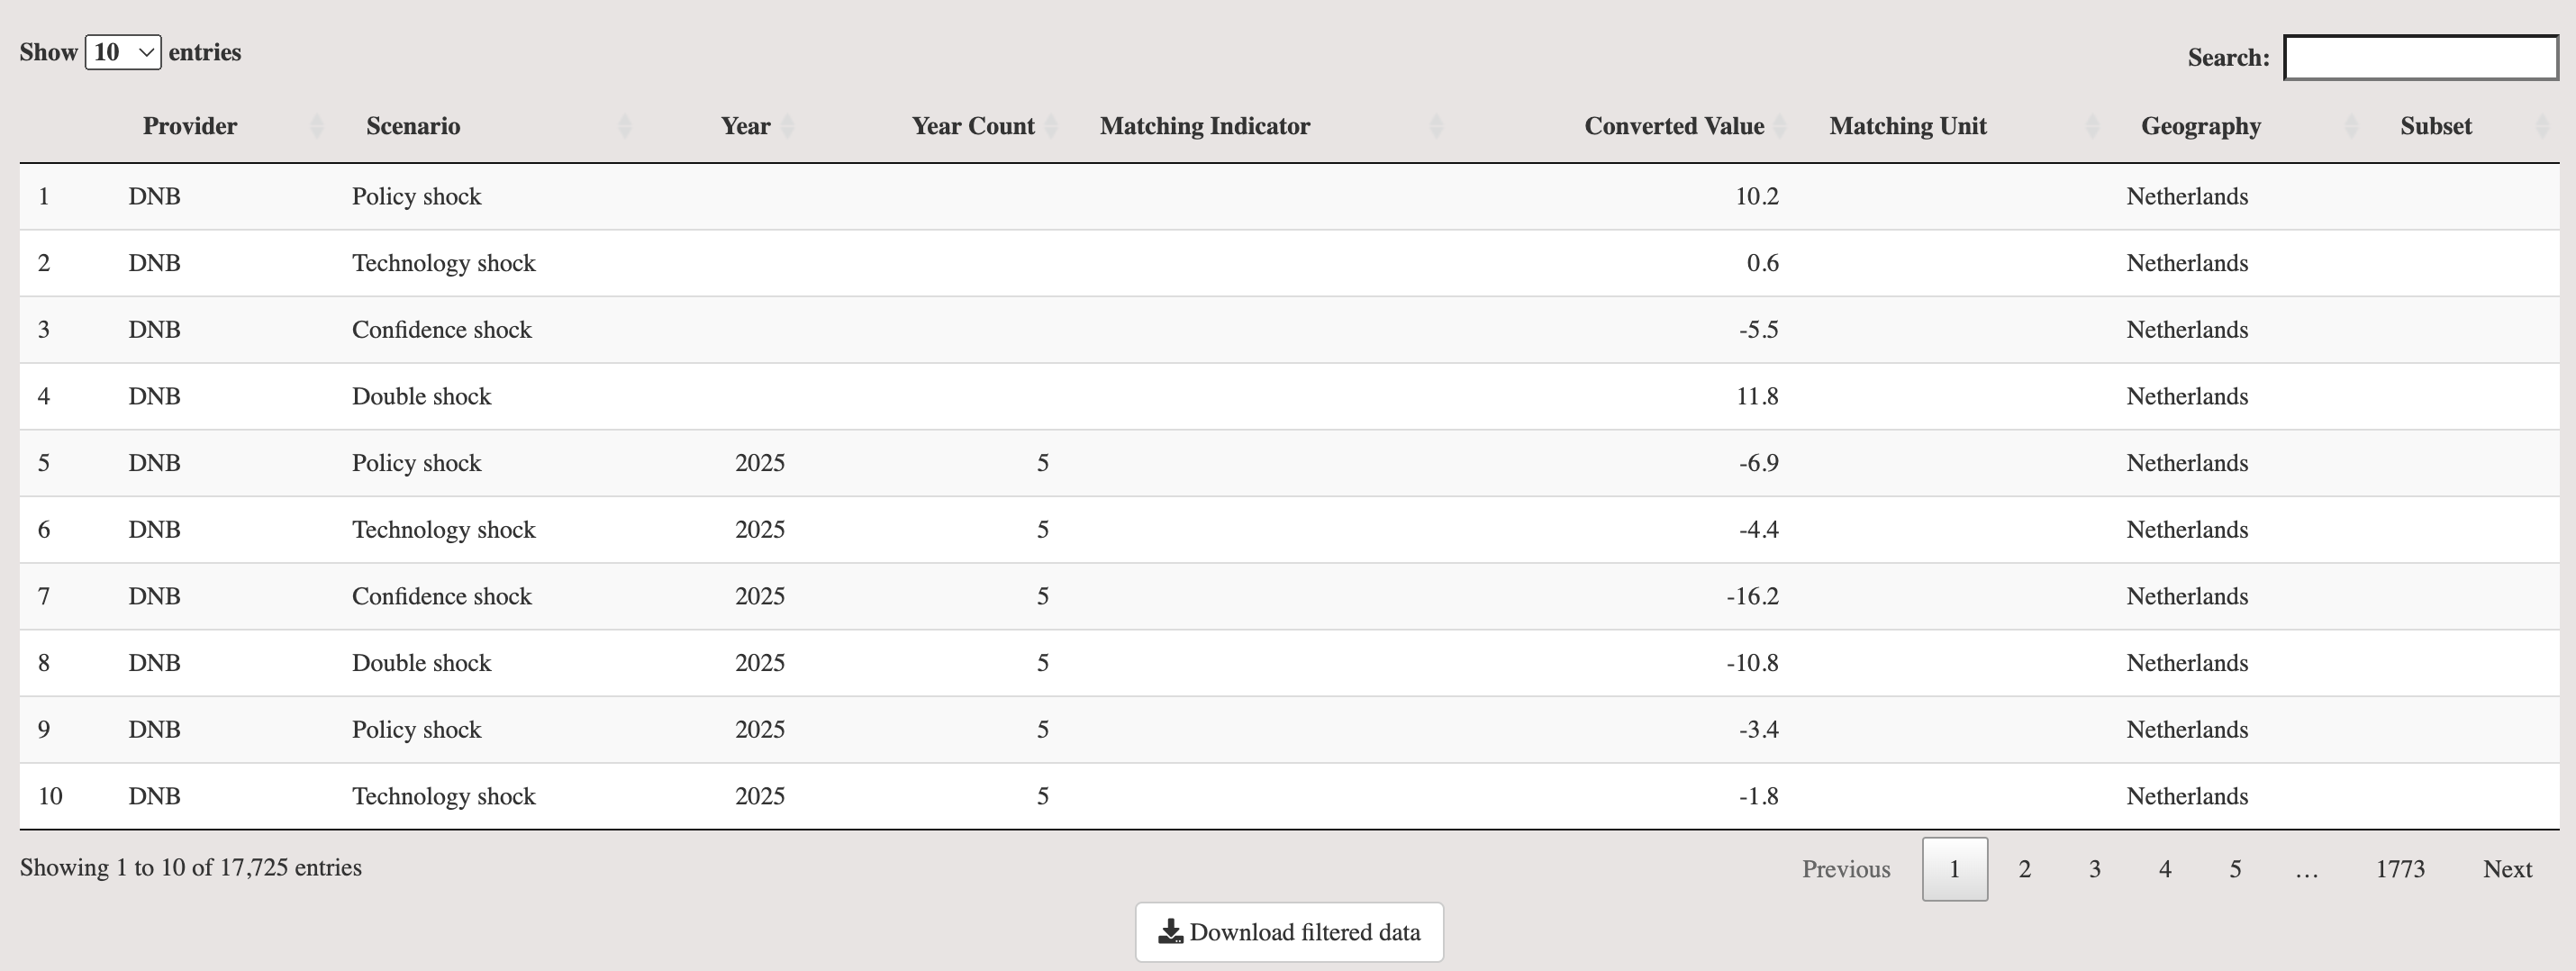 Show 10 entries
Search:
Provider Scenario Year Year Count Matching Indicator Converted Value Matching Unit Geography Subset
1 DNB Policy shock 10.2 Netherlands
2 DNB Technology shock 0.6 Netherlands
3 DNB Confidence shock -5.5 Netherlands
4 DNB Double shock 11.8 Netherlands
5 DNB Policy shock 2025 5 -6.9 Netherlands
6 DNB Technology shock 2025 5 -4.4 Netherlands
7 DNB Confidence shock 2025 5 -16.2 Netherlands
8 DNB Double shock 2025 5 -10.8 Netherlands
9 DNB Policy shock 2025 5 -3.4 Netherlands
10 DNB Technology shock 2025 5 -1.8 Netherlands
Showing 1 to 10 of 17,725 entries
Previous 1 2 3 4 5 … 1773 Next
Download filtered data